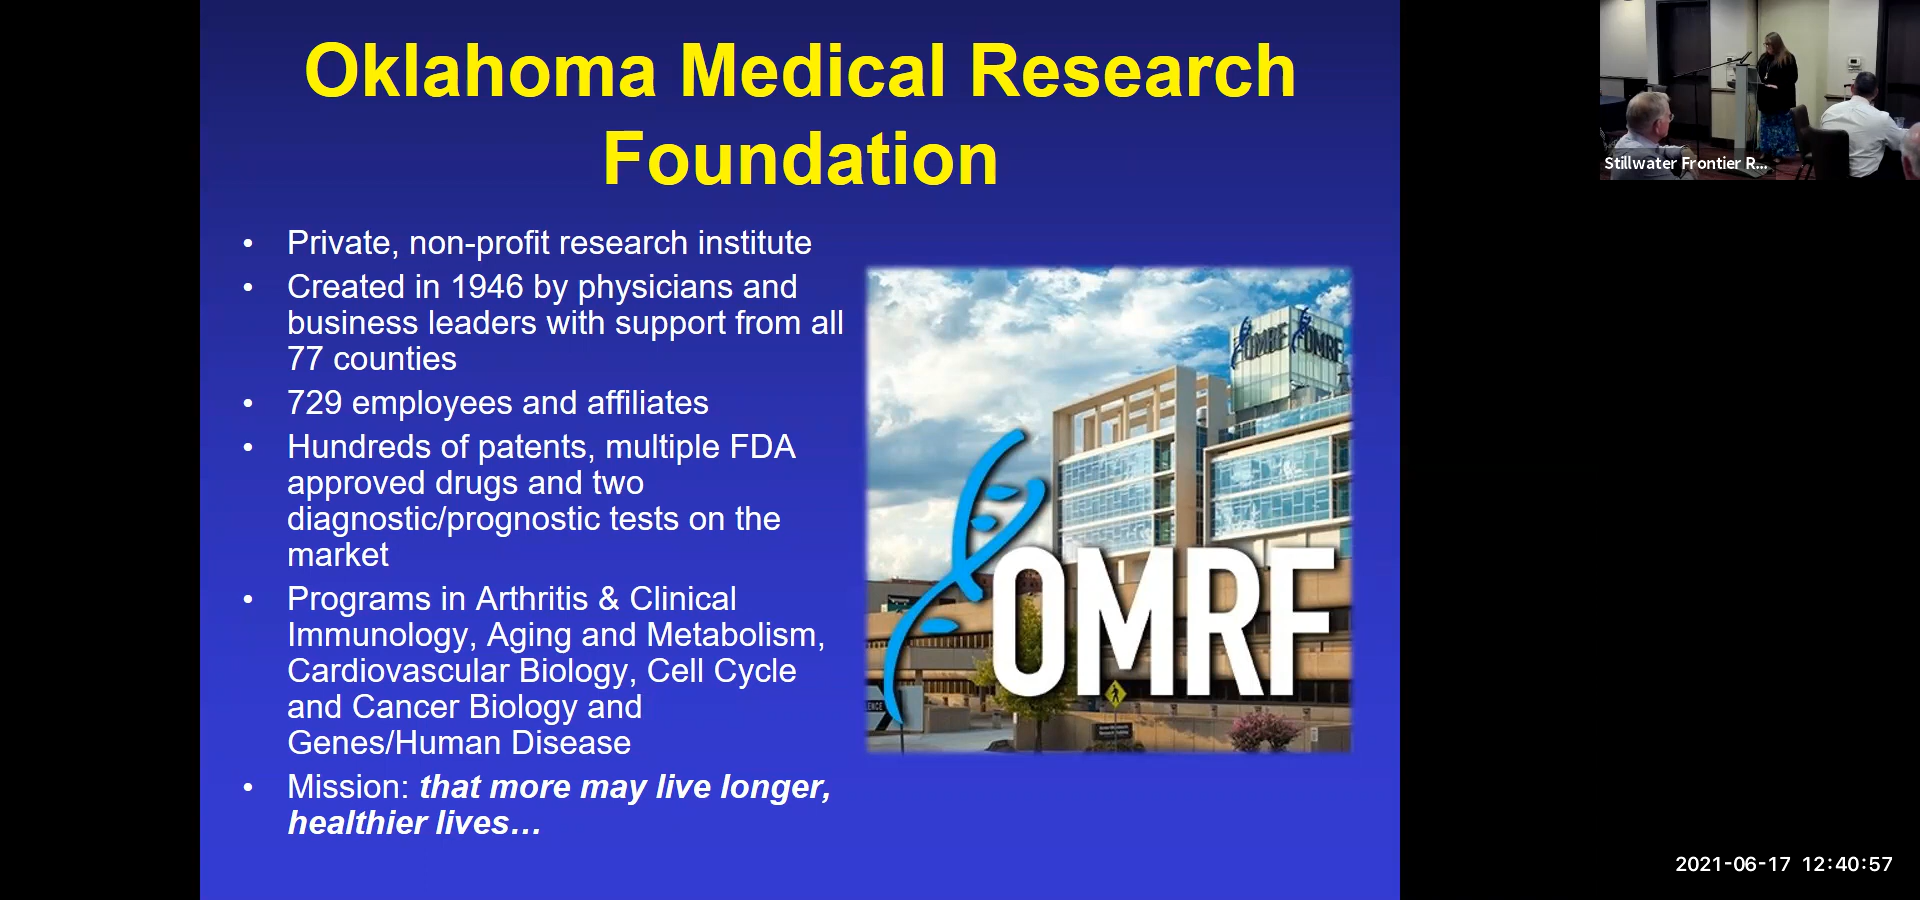 Oklahoma Medical Research
Foundation
• Private, non-profit research institute
• Created in 1946 by physicians and
business leaders with support from all
77 counties
• 729 employees and affiliates
• Hundreds of patents, multiple FDA
approved drugs and two
diagnostic/prognostic tests on the
market
• Programs in Arthritis & Clinical
Immunology, Aging and Metabolism,
Cardiovascular Biology, Cell Cycle
and Cancer Biology and
Genes/Human Disease
• Mission: that more may live longer,
healthier lives…
OMRF OMRF
OMRF
ENCE
Stillwater Frontier R...
2021-06-17 12:40:57